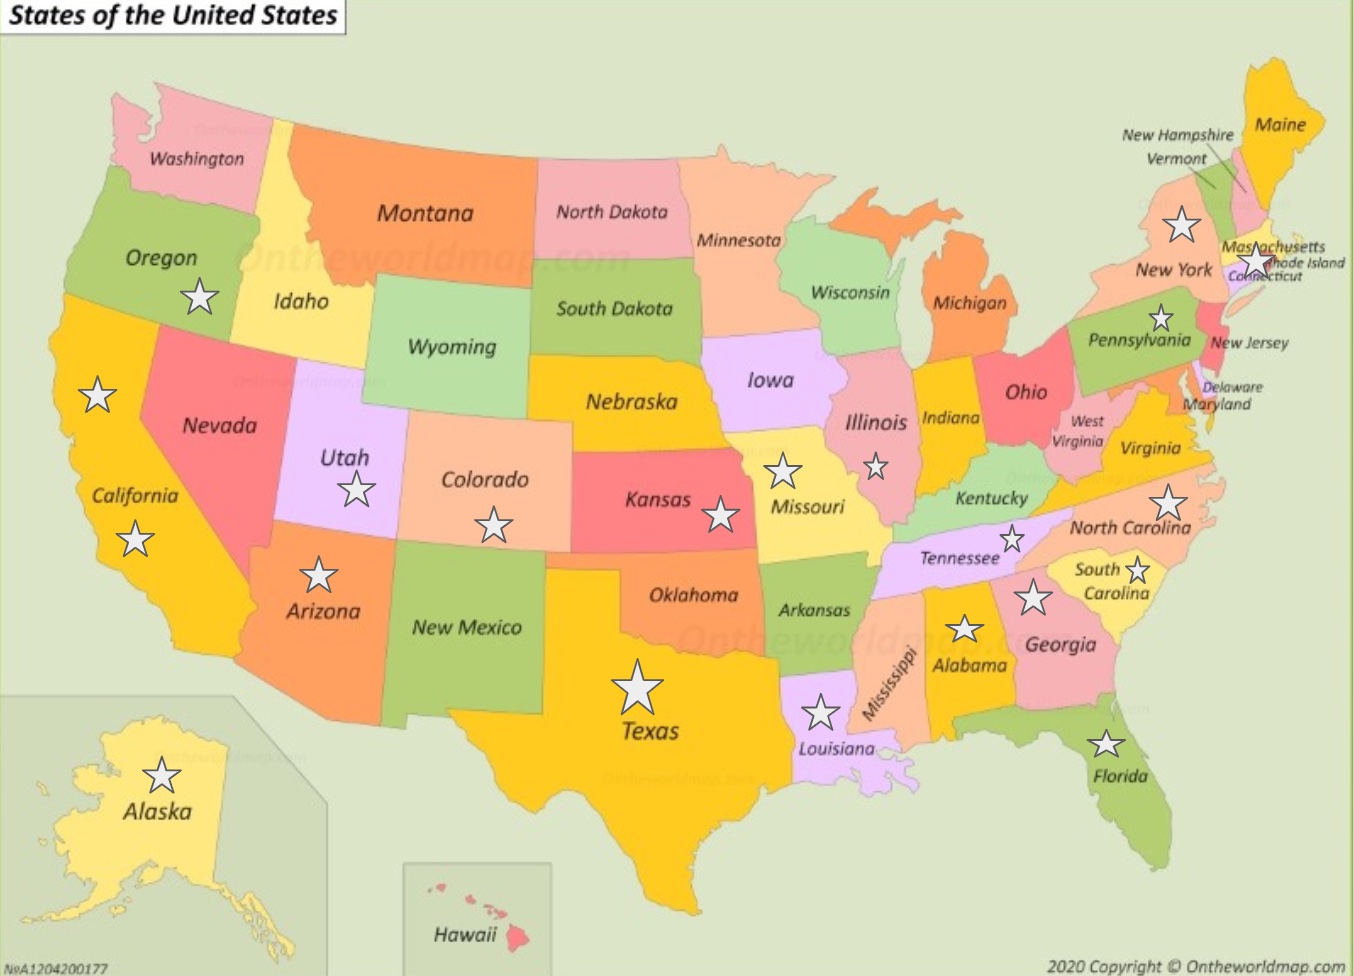 States of the United States
Maine
New Hampshire
Vermont
Washington
Montana
North Dakota
Minnesota
Oregon
Idaho
Wisconsin
Michigan
New York
Massachusetts
Rhode Island
Connecticut
South Dakota
Wyoming
Pennsylvania
New Jersey
Nebraska
Iowa
Ohio
Delaware
Maryland
Nevada
Utah
Colorado
Illinois
Indiana
West
Virginia
Virginia
California
Kansas
Missouri
Kentucky
North Carolina
Tennessee
South
Carolina
Arizona
New Mexico
Oklahoma
Arkansas
Mississippi
Alabama
Georgia
Texas
Louisiana
Florida
Alaska
Hawaii
Ontheworldmap.com
Ontheworldmap.com
№A1204200177
2020 Copyright © Ontheworldmap.com